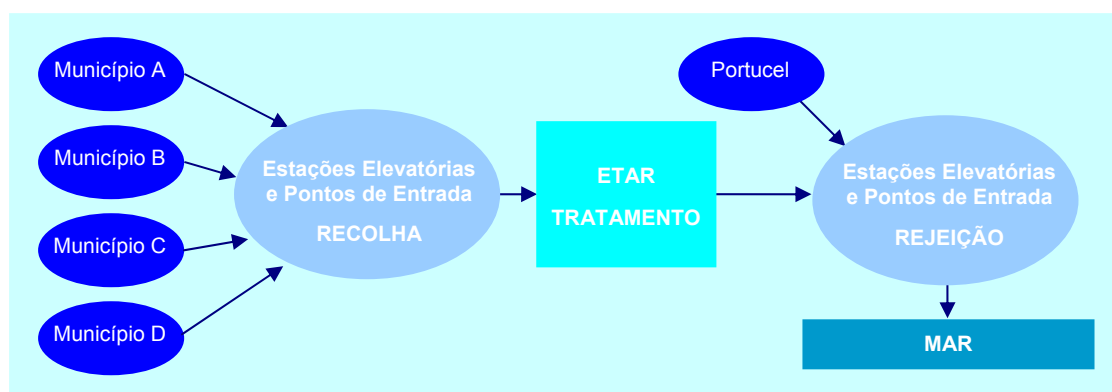 Município A
Município B
Município C
Município D
Estações Elevatórias
e Pontos de Entrada
RECOLHA
ETAR
TRATAMENTO
Portucel
Estações Elevatórias
e Pontos de Entrada
REJEIÇÃO
MAR